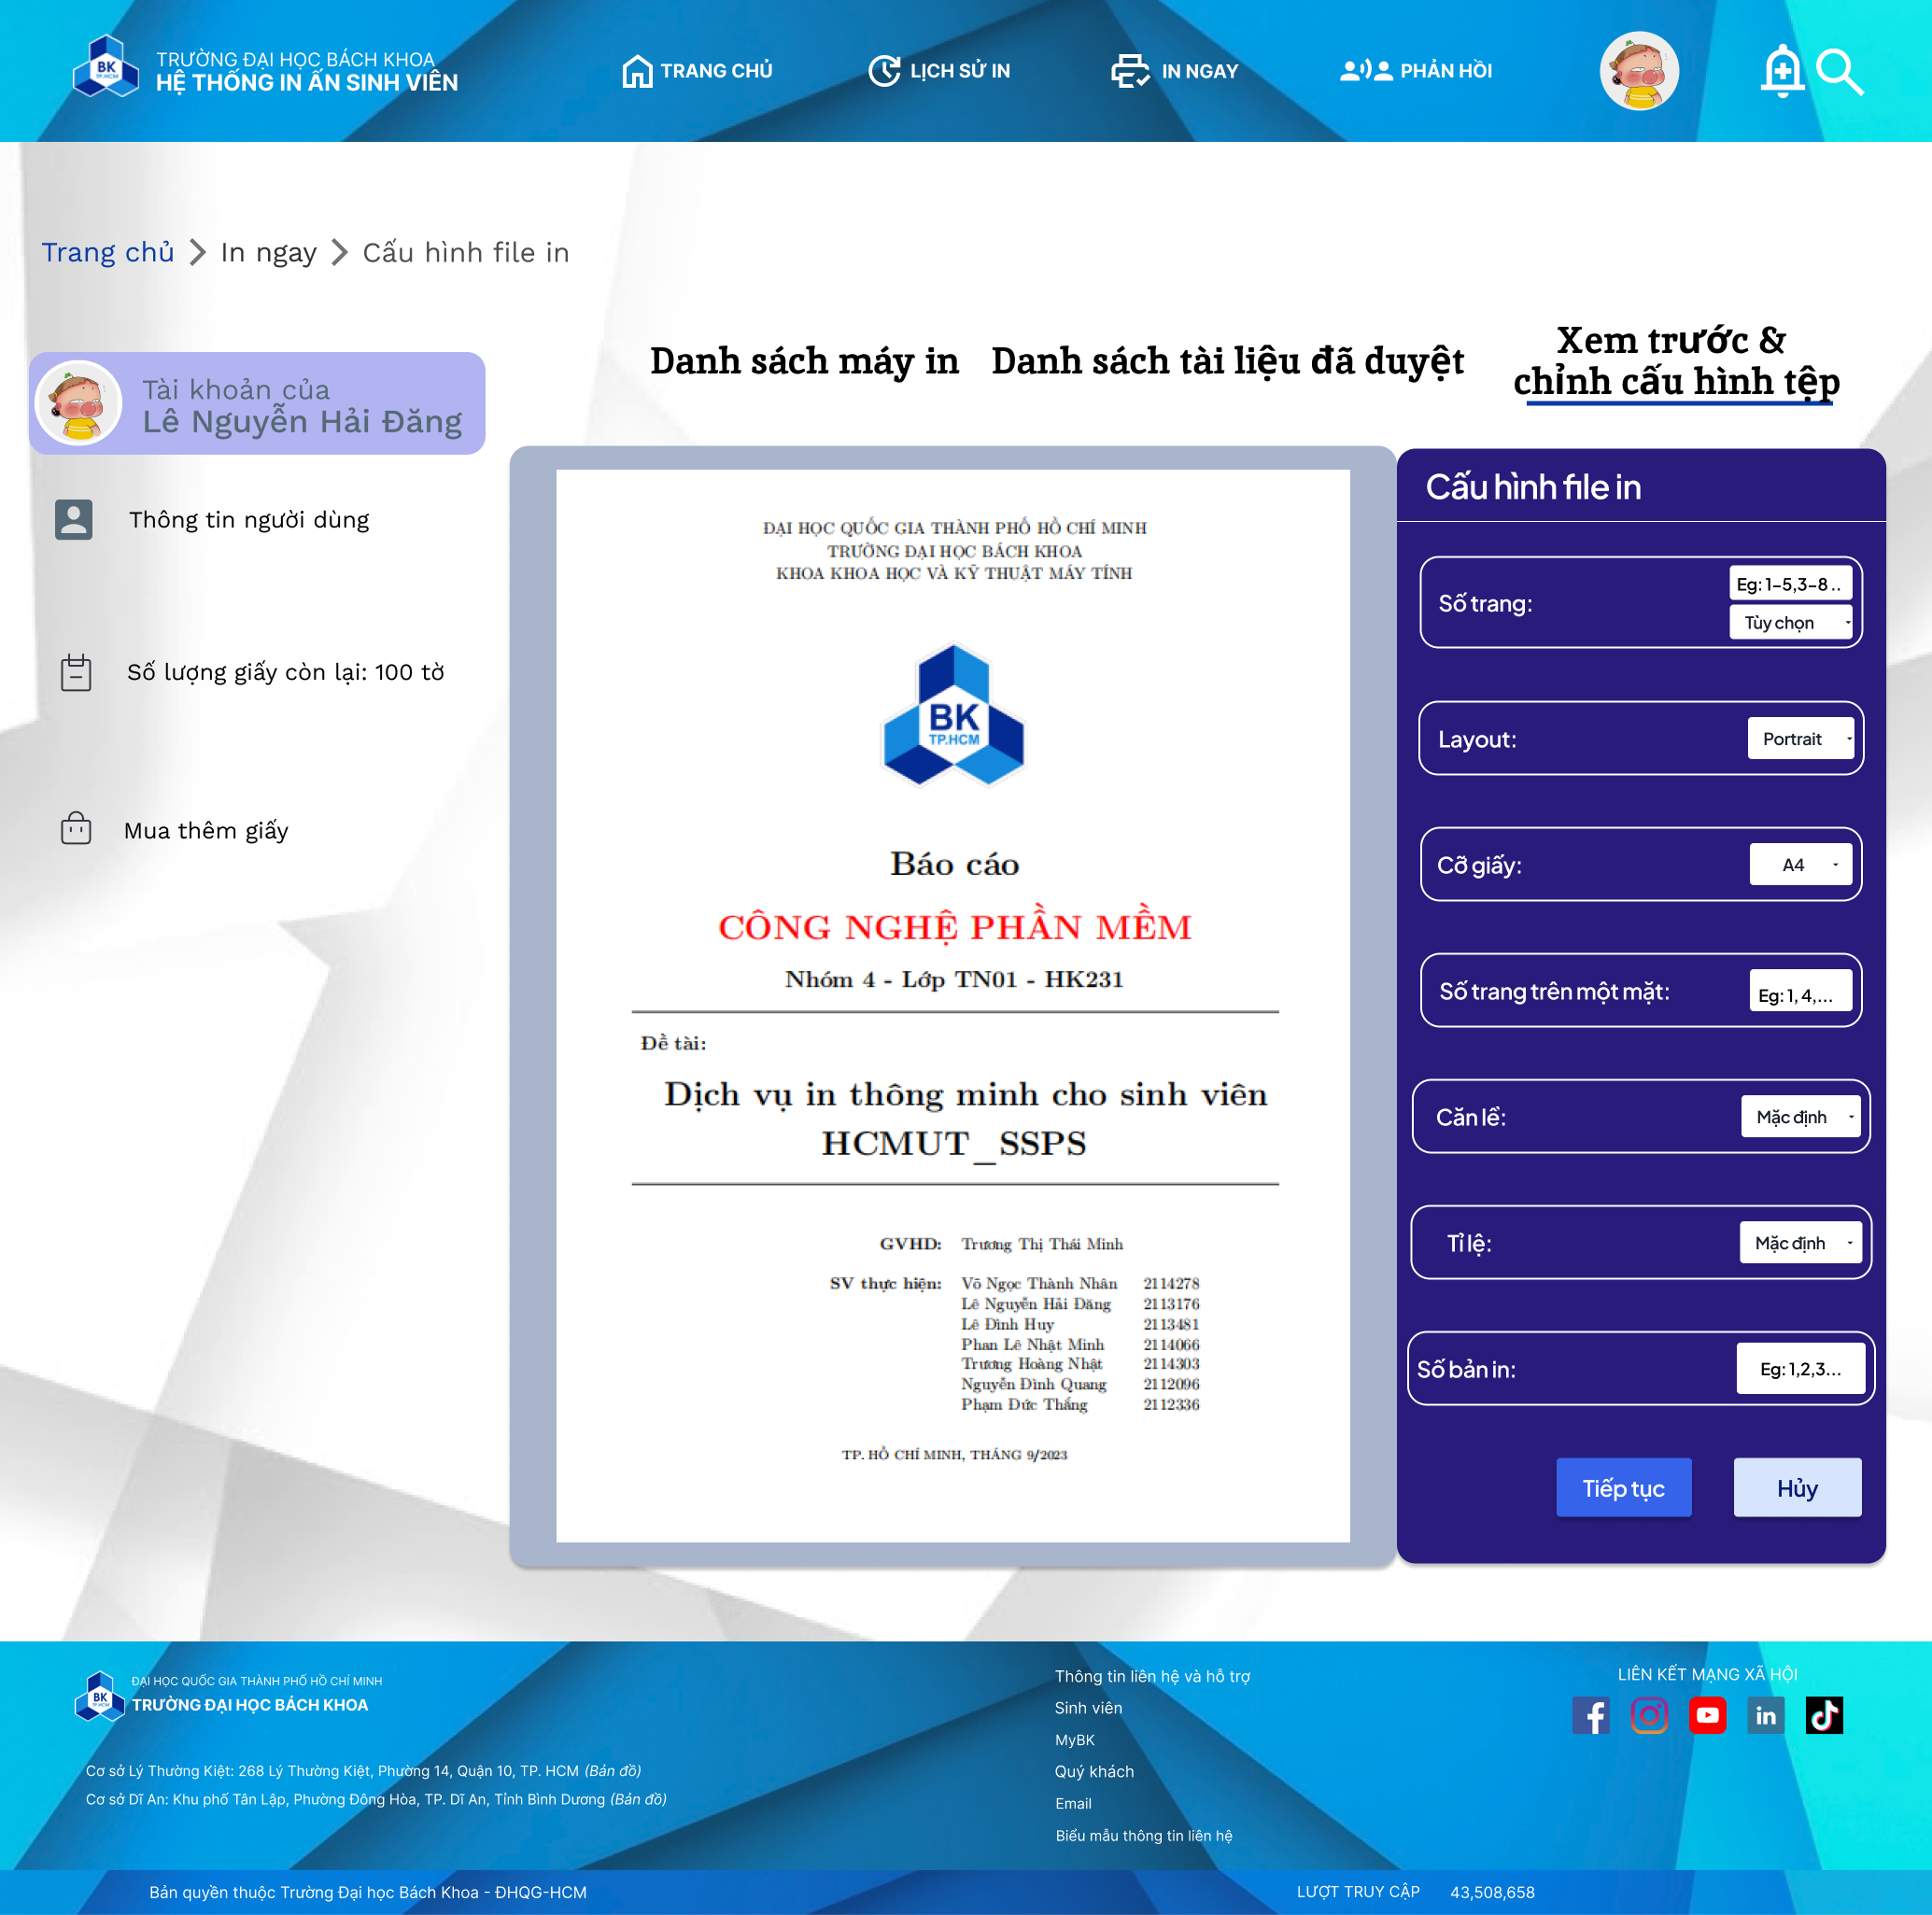 BK
TP.HCM
TRƯỜNG ĐẠI HỌC BÁCH KHOA
HỆ THỐNG IN ẤN SINH VIÊN
TRANG CHỦ
LỊCH SỬ IN
IN NGAY
PHẢN HỒI
Trang chủ > In ngay > Cấu hình file in
Danh sách máy in
Danh sách tài liệu đã duyệt
Xem trước &
chỉnh cấu hình tệp
Tài khoản của
Lê Nguyễn Hải Đăng
Thông tin người dùng
Số lượng giấy còn lại: 100 tờ
Mua thêm giấy
ĐẠI HỌC QUỐC GIA THÀNH PHỐ HỒ CHÍ MINH
TRƯỜNG ĐẠI HỌC BÁCH KHOA
KHOA KHOA HỌC VÀ KỸ THUẬT MÁY TÍNH
BK
TP.HCM
Báo cáo
CÔNG NGHỆ PHẦN MỀM
Nhóm 4 - Lớp TN01 - HK231
Đề tài:
Dịch vụ in thông minh cho sinh viên
HCMUT_SSPS
GVHD: Trương Thị Thái Minh
SV thực hiện: Võ Ngọc Thành Nhân 2114278
Lê Nguyễn Hải Đăng 2113176
Lê Đình Huy 2113481
Phan Lê Nhật Minh 2114066
Trương Hoàng Nhật 2114303
Nguyễn Đình Quang 2112096
Phạm Đức Thắng 2112336
TP. HỒ CHÍ MINH, THÁNG 9/2023
Cấu hình file in
Số trang:
Eg: 1-5,3-8 ..
Tùy chọn
Layout:
Portrait
Cỡ giấy:
A4
Số trang trên một mặt:
Eg: 1, 4,...
Căn lề:
Mặc định
Tỉ lệ:
Mặc định
Số bản in:
Eg: 1,2,3...
Tiếp tục
Hủy
BK
TP.HCM
ĐẠI HỌC QUỐC GIA THÀNH PHỐ HỒ CHÍ MINH
TRƯỜNG ĐẠI HỌC BÁCH KHOA
Cơ sở Lý Thường Kiệt: 268 Lý Thường Kiệt, Phường 14, Quận 10, TP. HCM (Bản đồ)
Cơ sở Dĩ An: Khu phố Tân Lập, Phường Đông Hòa, TP. Dĩ An, Tỉnh Bình Dương (Bản đồ)
Thông tin liên hệ và hỗ trợ
Sinh viên
MyBK
Quý khách
Email
Biểu mẫu thông tin liên hệ
LIÊN KẾT MẠNG XÃ HỘI
Bản quyền thuộc Trường Đại học Bách Khoa - ĐHQG-HCM
LƯỢT TRUY CẬP 43,508,658